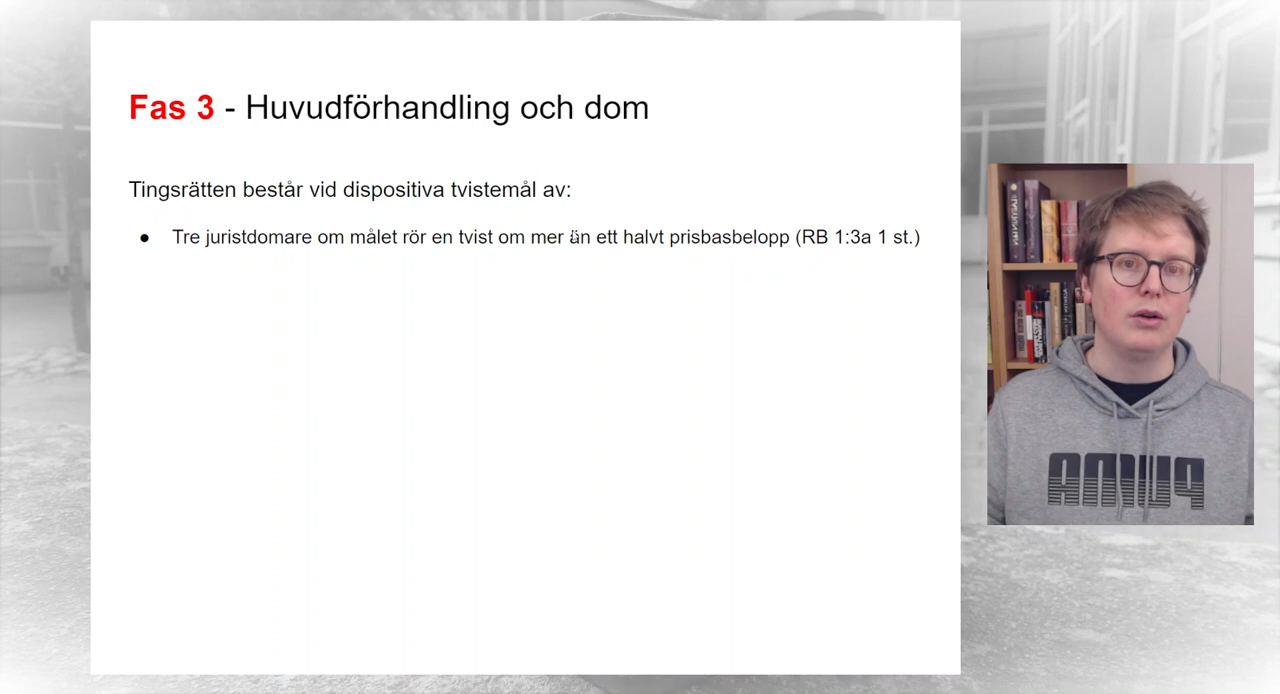 Fas 3 - Huvudförhandling och dom
Tingsrätten består vid dispositiva tvistemål av:
● Tre juristdomare om målet rör en tvist om mer än ett halvt prisbasbelopp (RB 1:3a 1 st.)